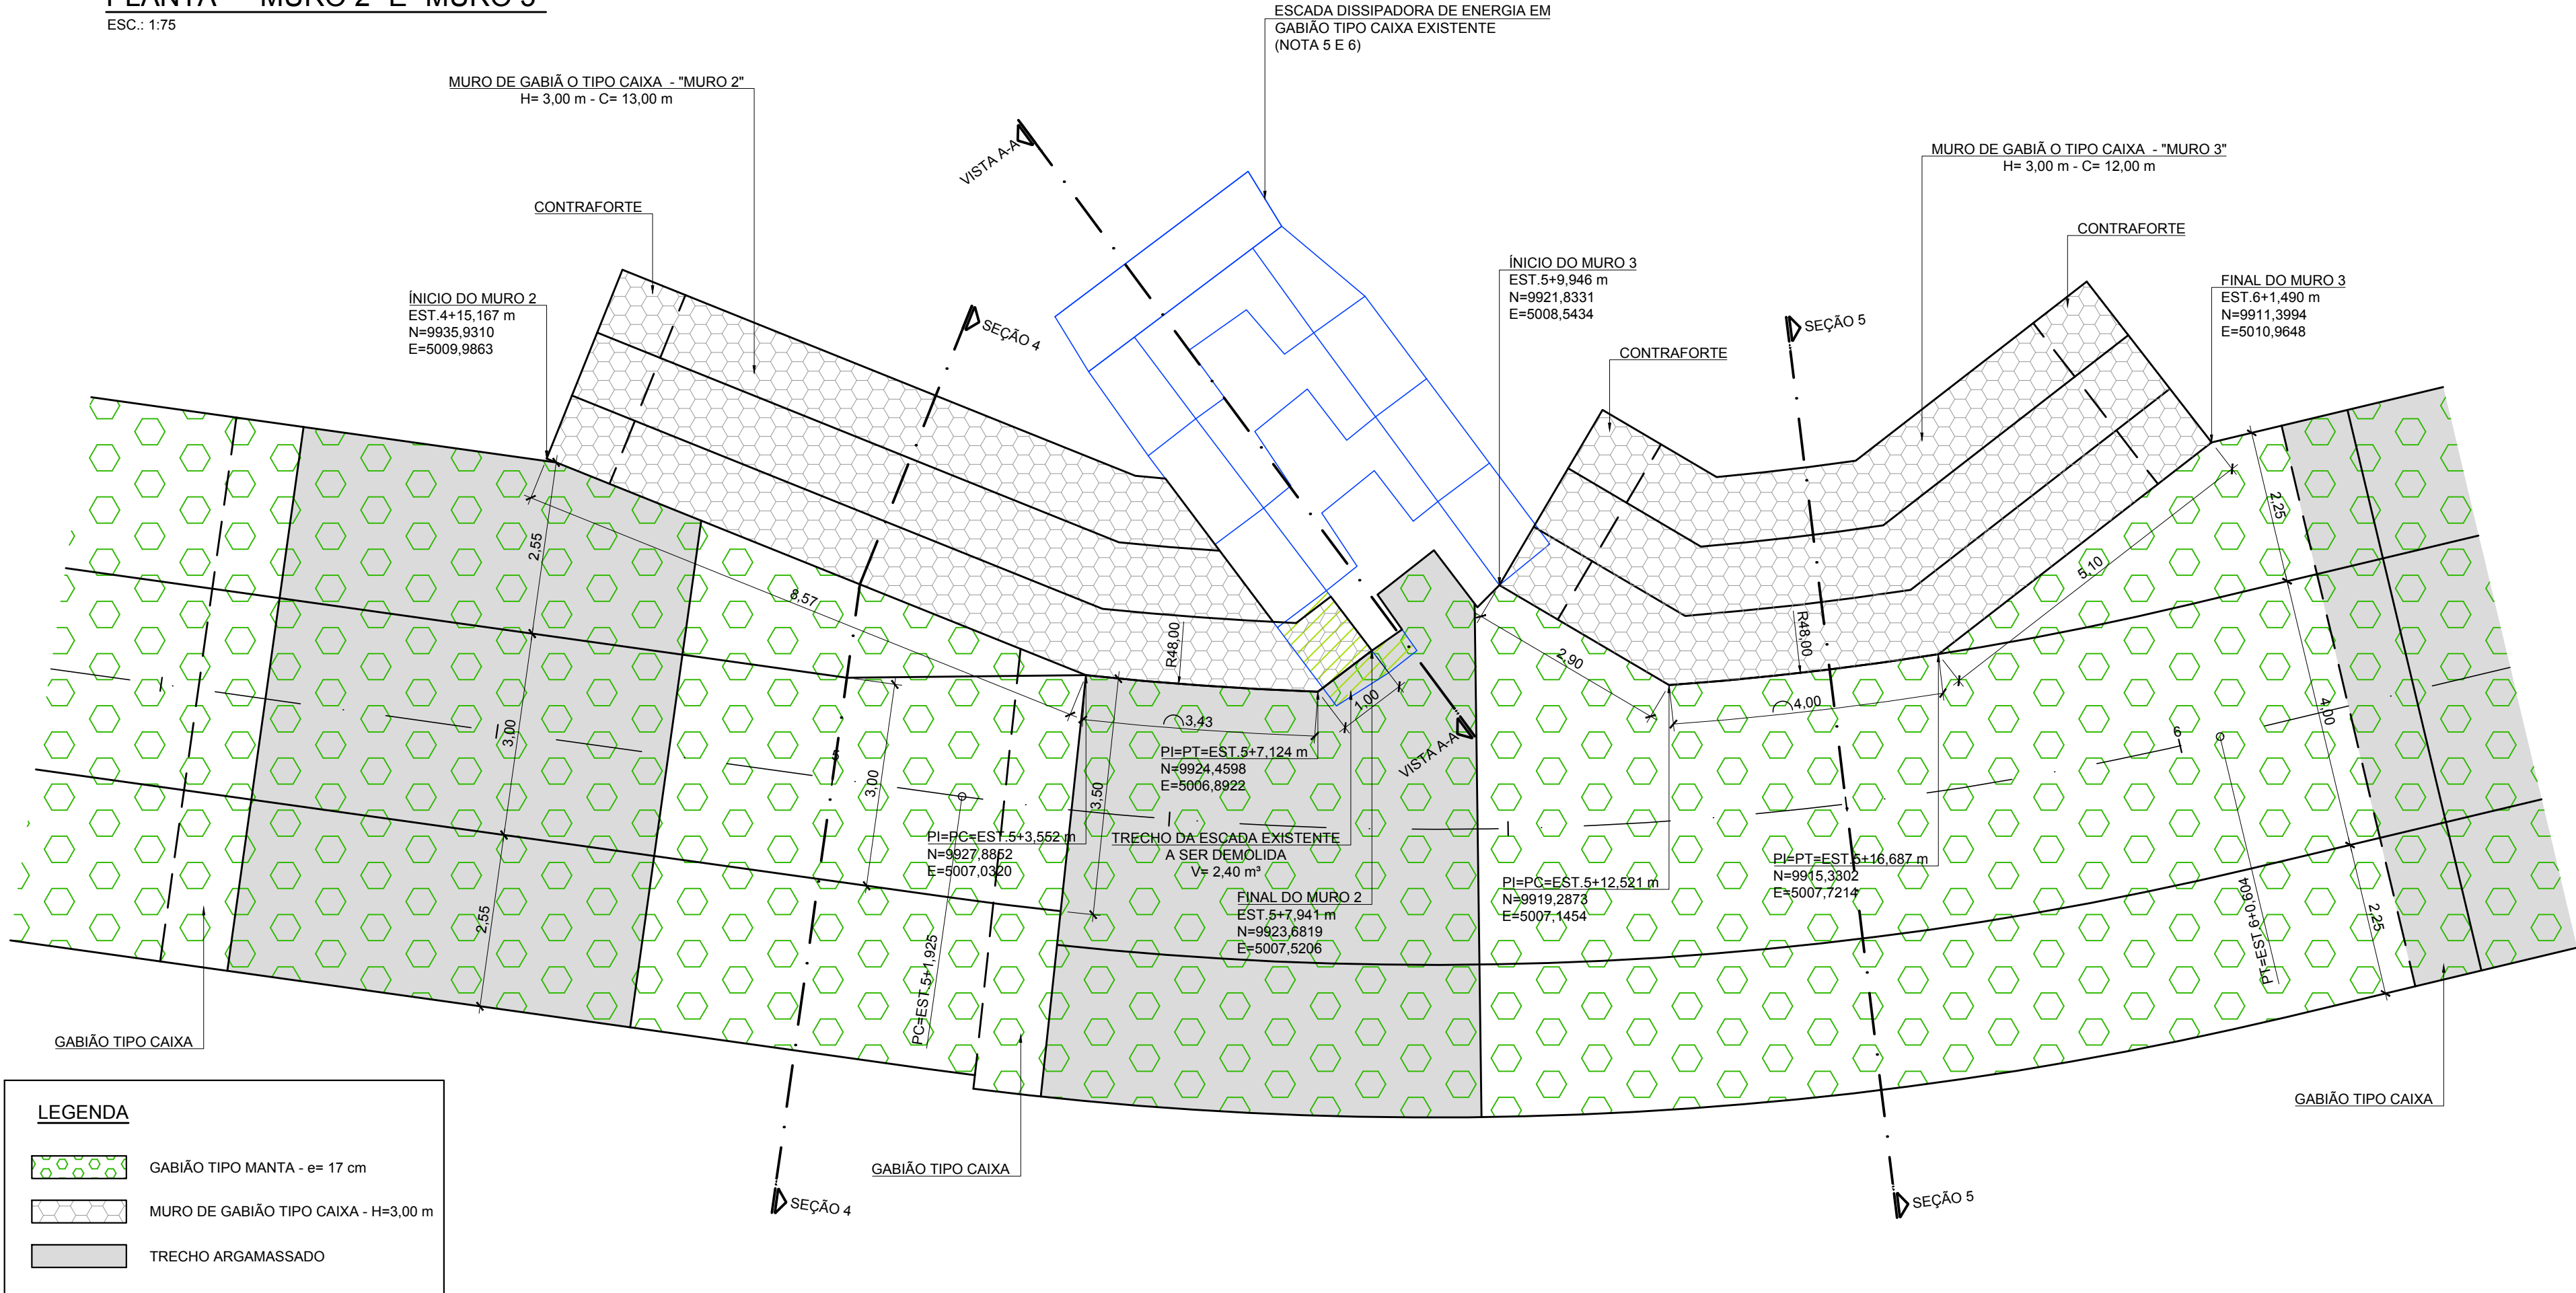 PLANTA - "MURO 2" E "MURO 3"
ESC.: 1:75
ESCADA DISSIPADORA DE ENERGIA EM
GABIÃO TIPO CAIXA EXISTENTE
(NOTA 5 E 6)
MURO DE GABIÃ O TIPO CAIXA - "MURO 2"
H= 3,00 m - C= 13,00 m
VISTA A-A
MURO DE GABIÃ O TIPO CAIXA - "MURO 3"
H= 3,00 m - C= 12,00 m
CONTRAFORTE
CONTRAFORTE
ÍNICIO DO MURO 3
EST.5+9,946 m
N=9921,8331
E=5008,5434
FINAL DO MURO 3
EST.6+1,490 m
N=9911,3994
E=5010,9648
ÍNICIO DO MURO 2
EST.4+15,167 m
N=9935,9310
E=5009,9863
SEÇÃO 4
SEÇÃO 5
CONTRAFORTE
2,55
8,57
R48,00
2,90
R48,00
5,10
2,25
3,00
5
3,00
3,43
1,00
4,00
4,00
6
PI=PT=EST.5+7,124 m
N=9924,4598
E=5006,8922
VISTA A-A
3,50
PI=PC=EST.5+3,552 m
N=9927,8852
E=5007,0320
TRECHO DA ESCADA EXISTENTE
A SER DEMOLIDA
V= 2,40 m³
PI=PT=EST.5+16,687 m
N=9915,3302
E=5007,7214
PI=PC=EST.5+12,521 m
N=9919,2873
E=5007,1454
FINAL DO MURO 2
EST.5+7,941 m
N=9923,6819
E=5007,5206
2,55
PC=EST.5+1,925
PT=EST.6+0,604
2,25
GABIÃO TIPO CAIXA
GABIÃO TIPO CAIXA
GABIÃO TIPO CAIXA
SEÇÃO 4
SEÇÃO 5
LEGENDA
GABIÃO TIPO MANTA - e= 17 cm
MURO DE GABIÃO TIPO CAIXA - H=3,00 m
TRECHO ARGAMASSADO